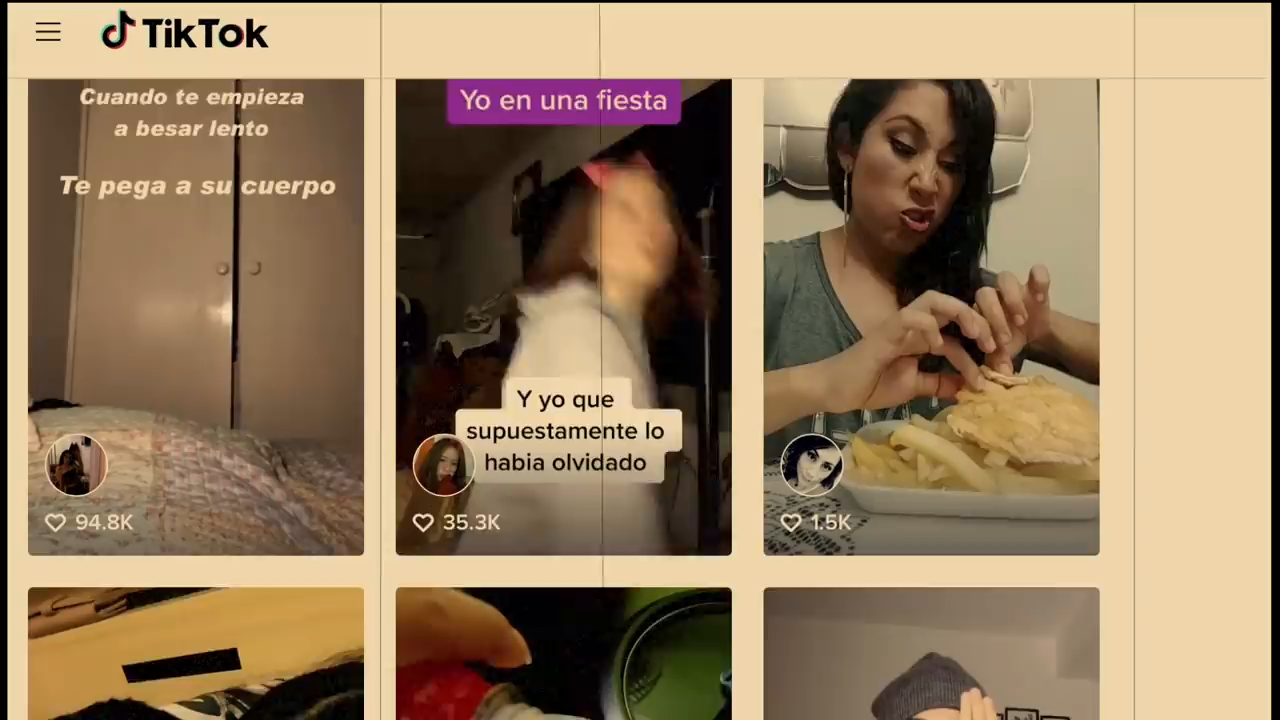 TikTok
Cuando te empieza
a besar lento
Te pega a su cuerpo
94.8K
Yo en una fiesta
Y yo que
supuestamente lo
habia olvidado
35.3K
1.5K